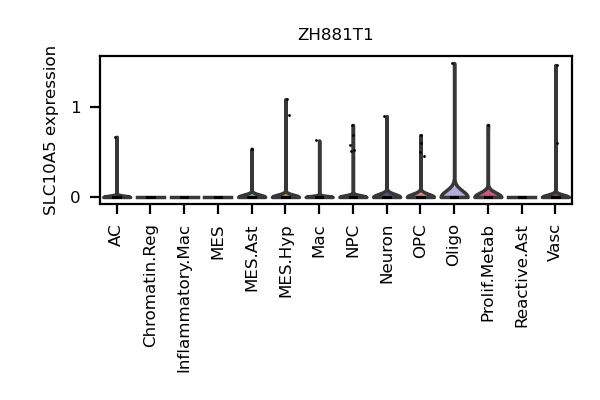 ZH881T1
SLC10A5 expression
1
0
AC
Chromatin.Reg
Inflammatory.Mac
MES
MES.Ast
MES.Hyp
Mac
NPC
Neuron
OPC
Oligo
Prolif.Metab
Reactive.Ast
Vasc